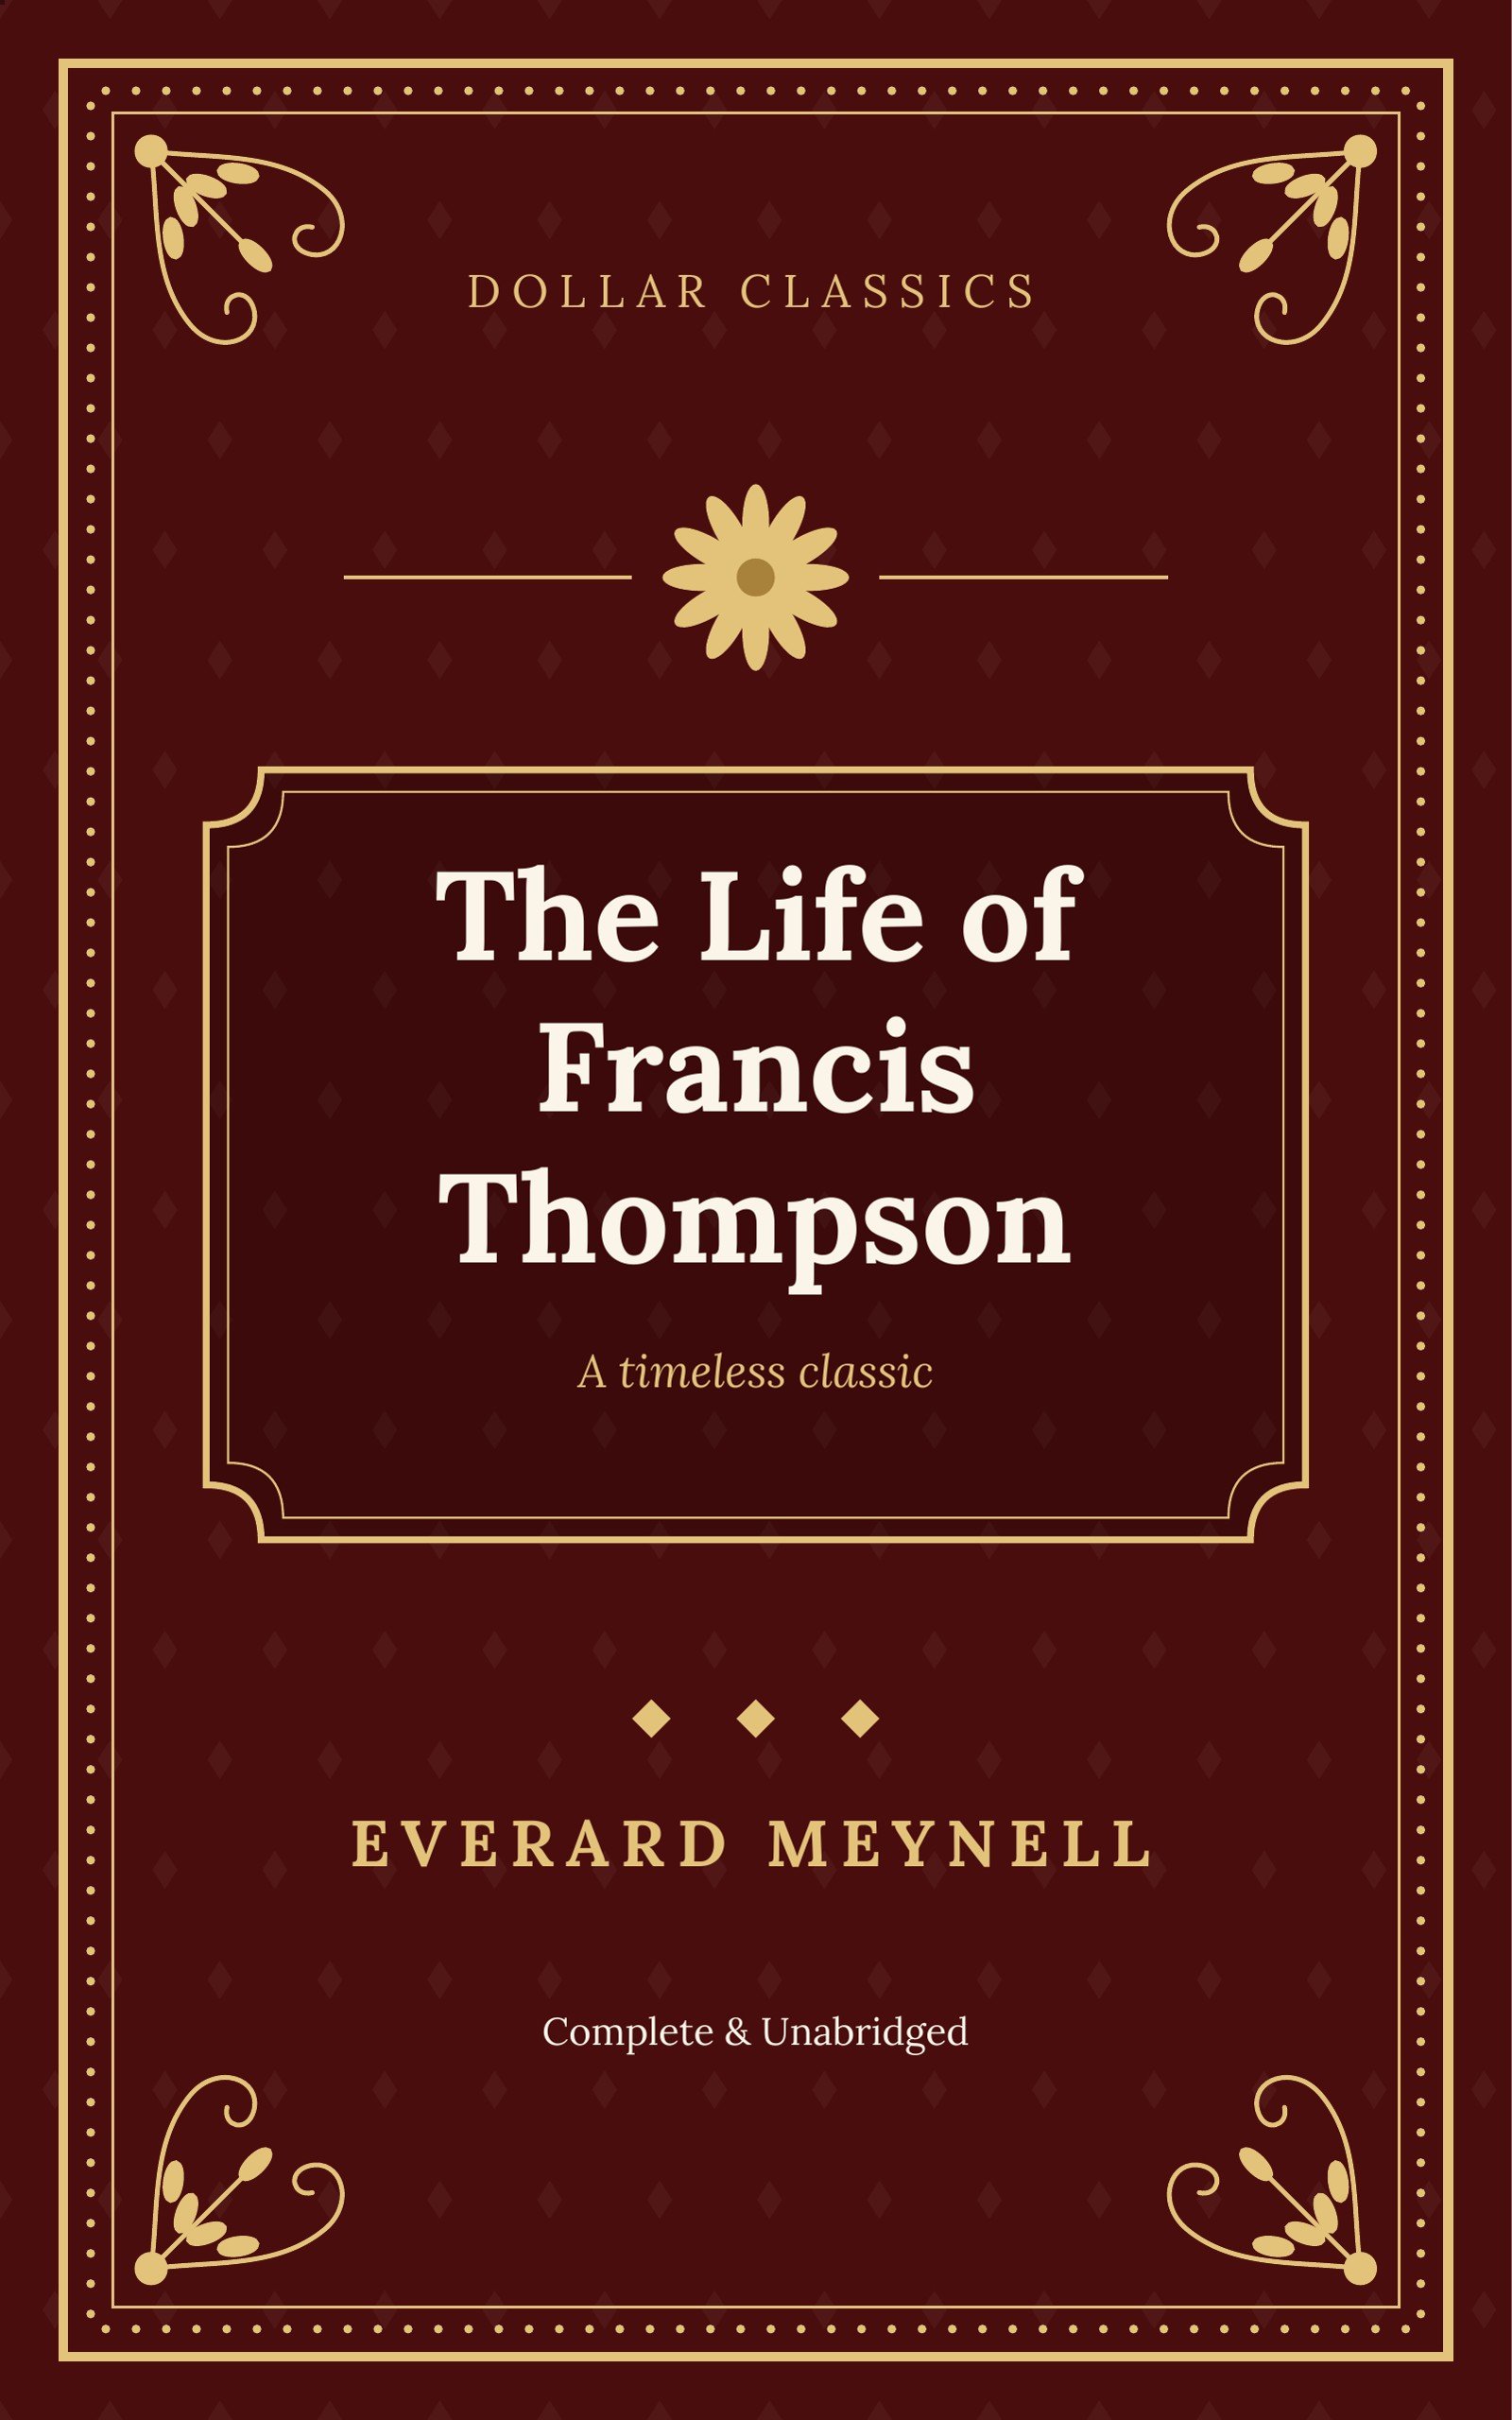 DOLLAR CLASSICS
The Life of
Francis
Thompson
A timeless classic
EVERARD MEYNELL
Complete & Unabridged